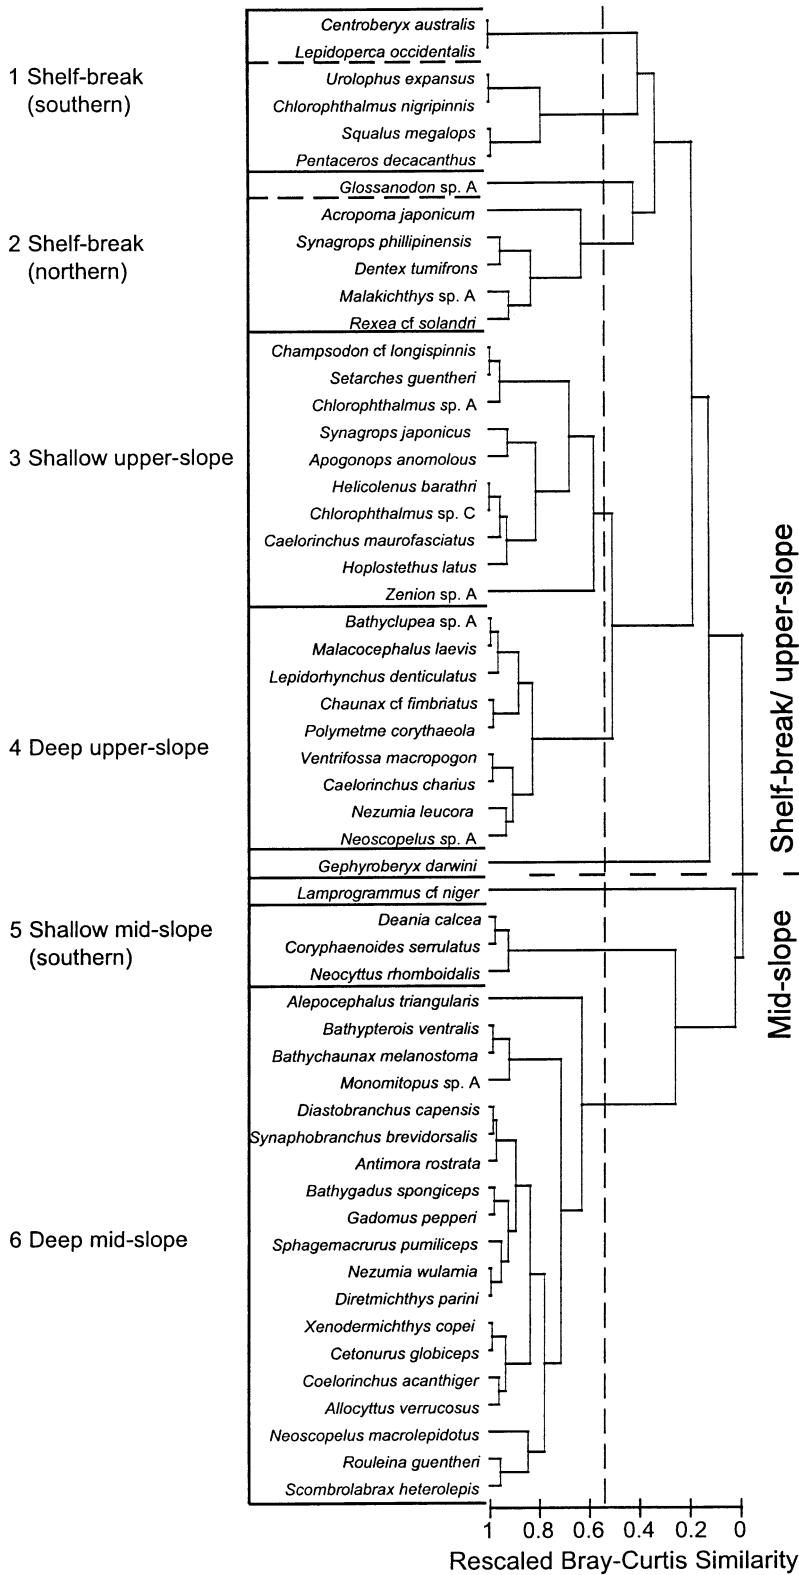 Centroberyx australis
Lepidoperca occidentalis
1 Shelf-break
(southern)
Urolophus expansus
Chlorophthalmus nigripinnis
Squalus megalops
Pentaceros decacanthus
Glossanodon sp. A
2 Shelf-break
(northern)
Acropoma japonicum
Synagrops phillipinensis
Dentex tumifrons
Malakichthys sp. A
Rexea cf solandri
3 Shallow upper-slope
Champsodon cf longispinnis
Setarches guentheri
Chlorophthalmus sp. A
Synagrops japonicus
Apogonops anomolous
Helicolenus barathri
Chlorophthalmus sp. C
Caelorinchus maurofasciatus
Hoplostethus latus
Zenion sp. A
4 Deep upper-slope
Bathyclupea sp. A
Malacocephalus laevis
Lepidorhynchus denticulatus
Chaunax cf fimbriatus
Polymetme corythaeola
Ventrifossa macropogon
Caelorinchus charius
Nezumia leucora
Neoscopelus sp. A
Gephyroberyx darwini
Lamprogrammus cf niger
5 Shallow mid-slope
(southern)
Deania calcea
Coryphaenoides serrulatus
Neocyttus rhomboidalis
6 Deep mid-slope
Alepocephalus triangularis
Bathypterois ventralis
Bathychaunax melanostoma
Monomitopus sp. A
Diastobranchus capensis
Synaphobranchus brevidorsalis
Antimora rostrata
Bathygadus spongiceps
Gadomus pepperi
Sphagemacrurus pumiliceps
Nezumia wularnia
Diretmichthys parini
Xenodermichthys copei
Cetonurus globiceps
Coelorinchus acanthiger
Allocyttus verrucosus
Neoscopelus macrolepidotus
Rouleina guentheri
Scombrolabrax heterolepis
Shelf-break/ upper-slope
Mid-slope
1 0.8 0.6 0.4 0.2 0
Rescaled Bray-Curtis Similarity